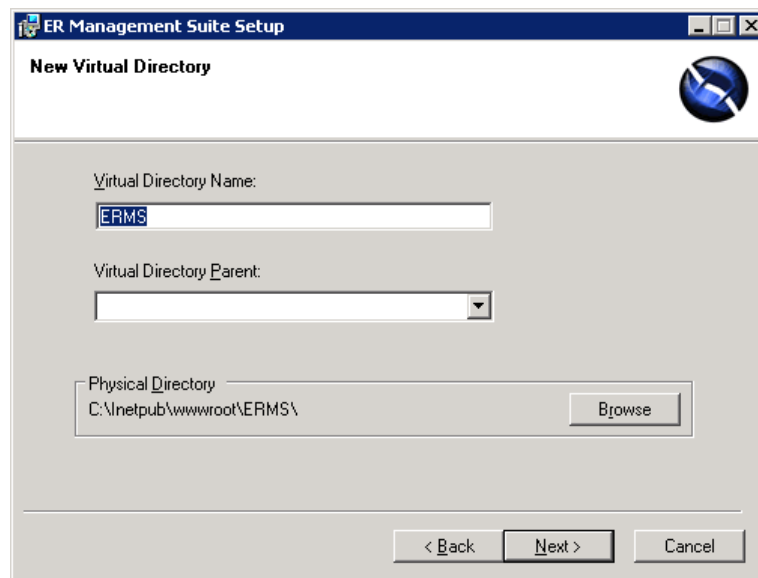 ER Management Suite Setup
New Virtual Directory
Virtual Directory Name:
ERMS
Virtual Directory Parent:
Physical Directory
C:\Inetpub\wwwroot\ERMS\
Browse
< Back
Next >
Cancel